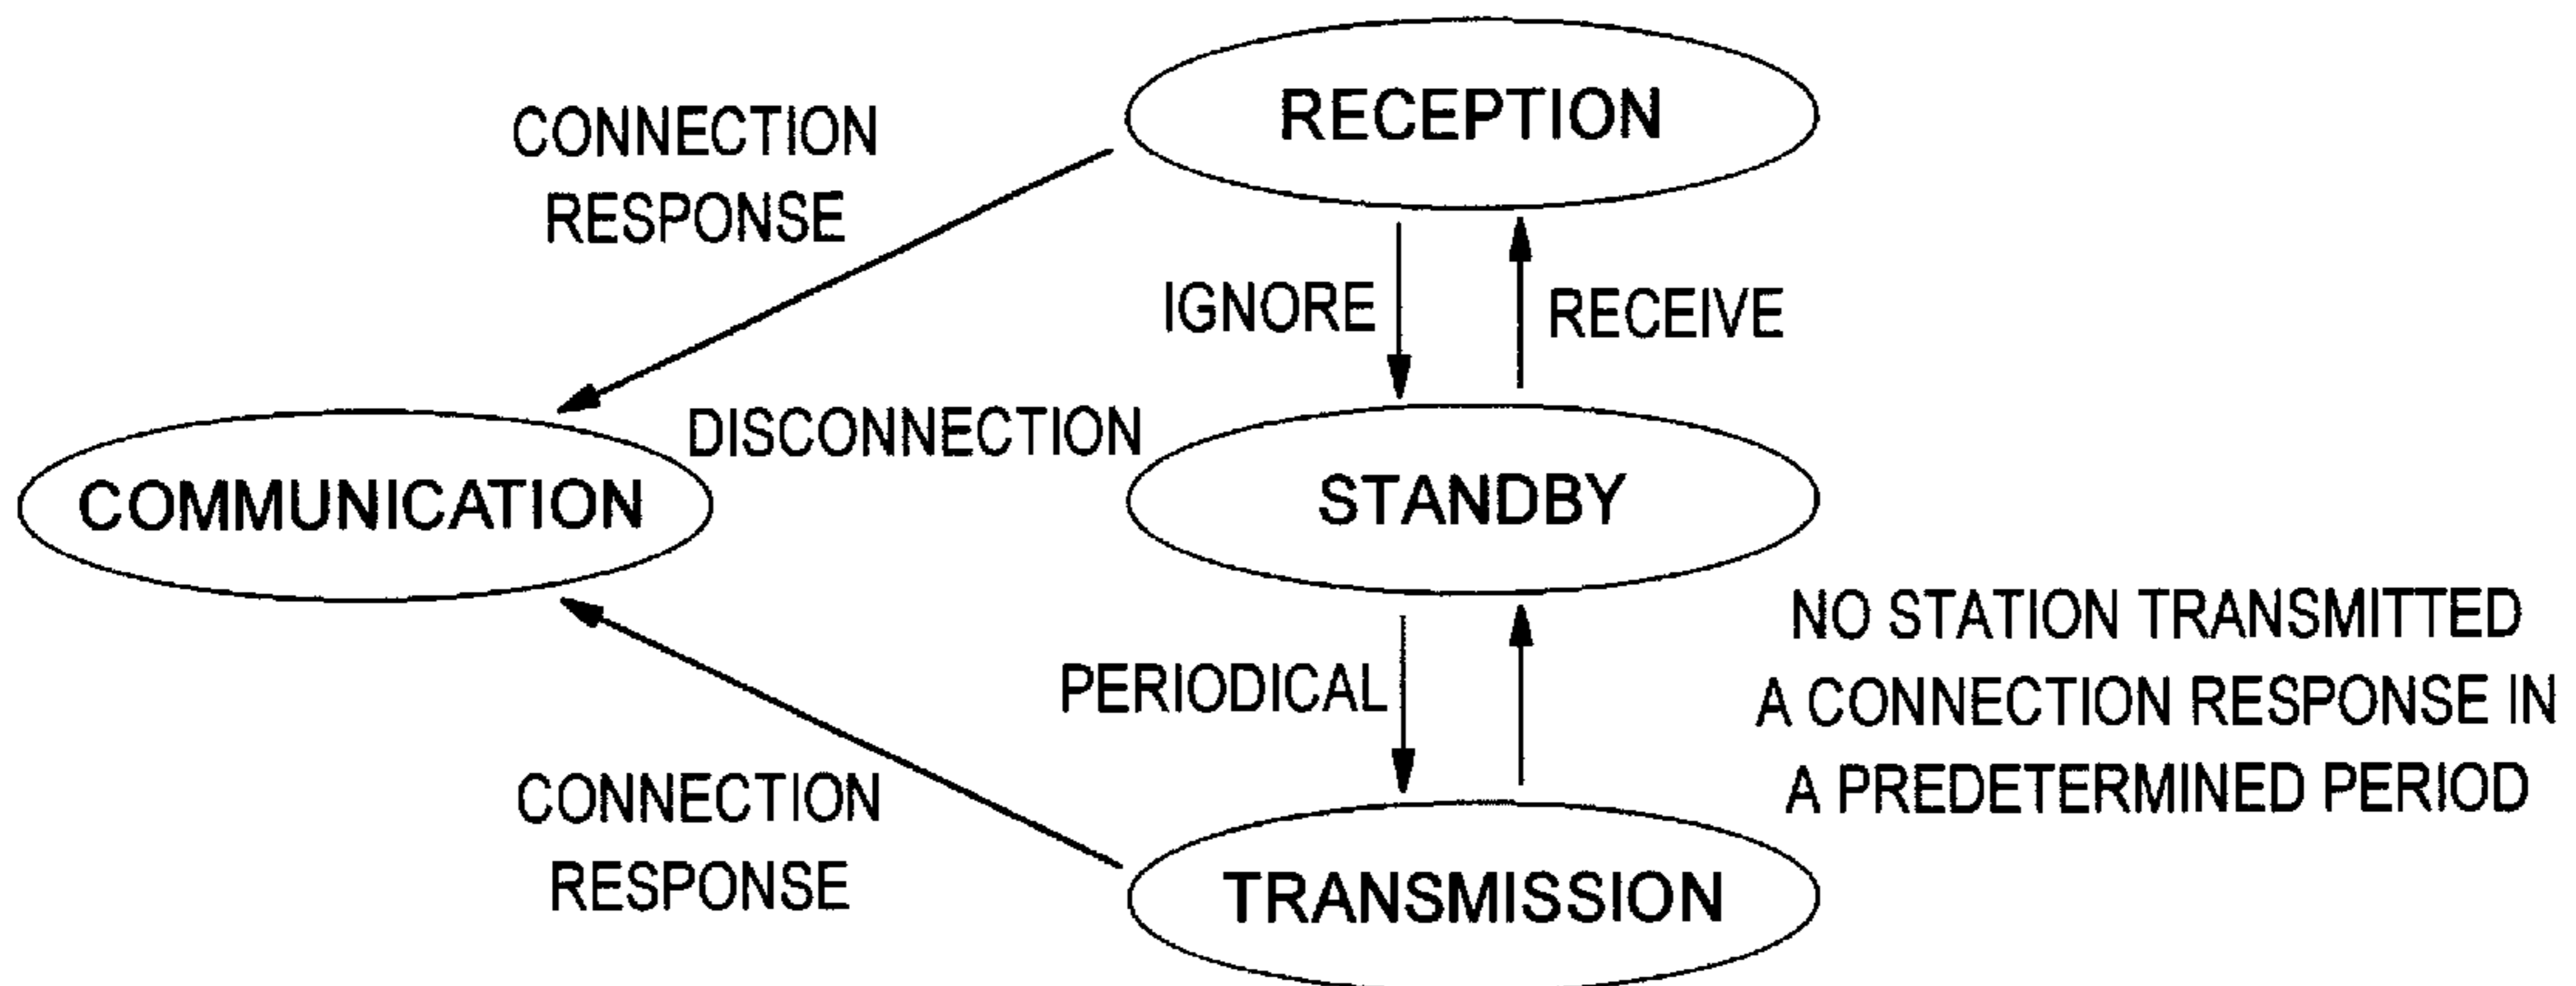 RECEPTION
CONNECTION
RESPONSE
IGNORE
RECEIVE
DISCONNECTION
COMMUNICATION
STANDBY
NO STATION TRANSMITTED
A CONNECTION RESPONSE IN
A PREDETERMINED PERIOD
PERIODICAL
CONNECTION
RESPONSE
TRANSMISSION